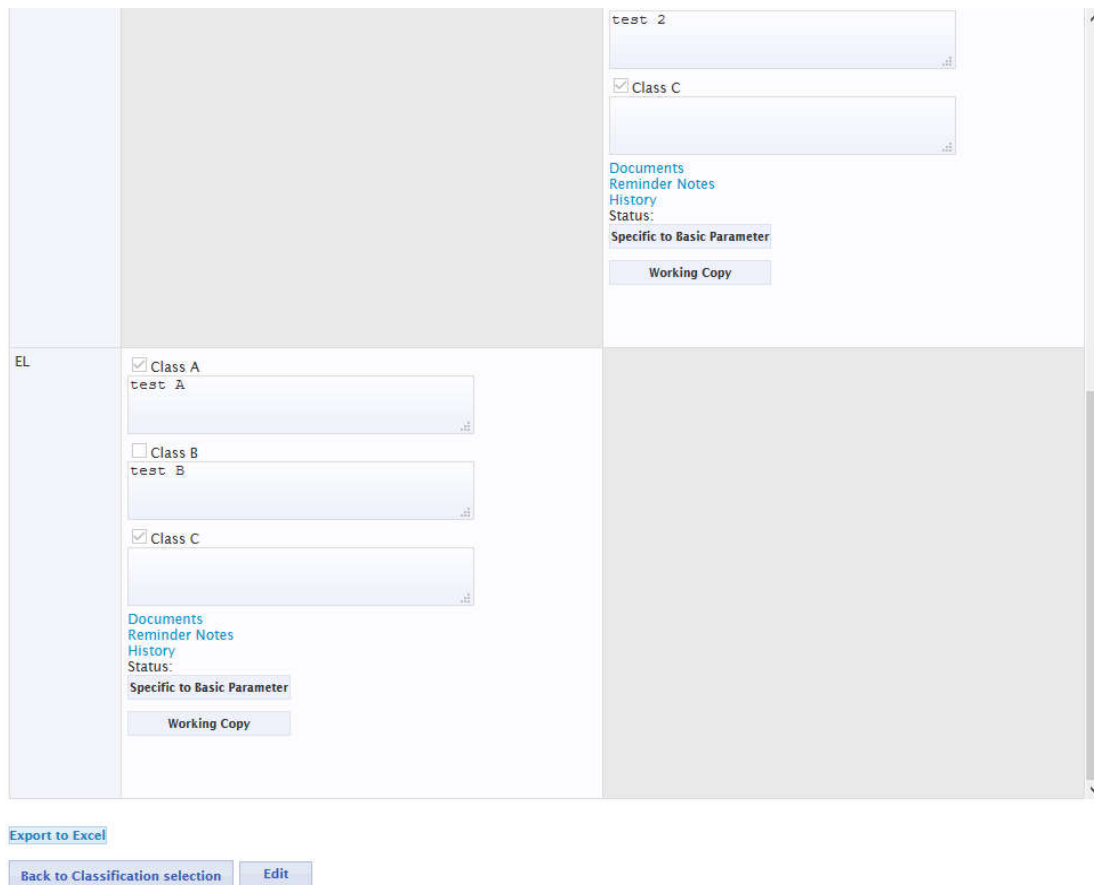 test 2
Class C
Documents
Reminder Notes
History
Status:
Specific to Basic Parameter
Working Copy
EL
Class A
test A
Class B
test B
Class C
Documents
Reminder Notes
History
Status:
Specific to Basic Parameter
Working Copy
Export to Excel
Back to Classification selection Edit